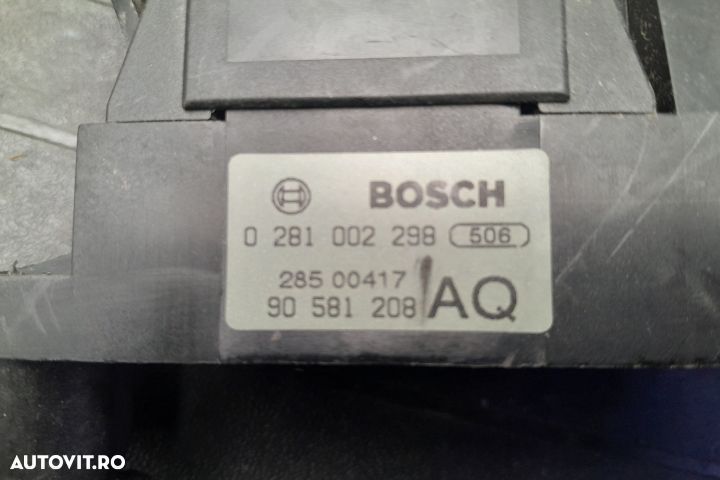 BOSCH
0 281 002 298 506
285 00417
90 581 208 AQ
AUTOVIT.RO